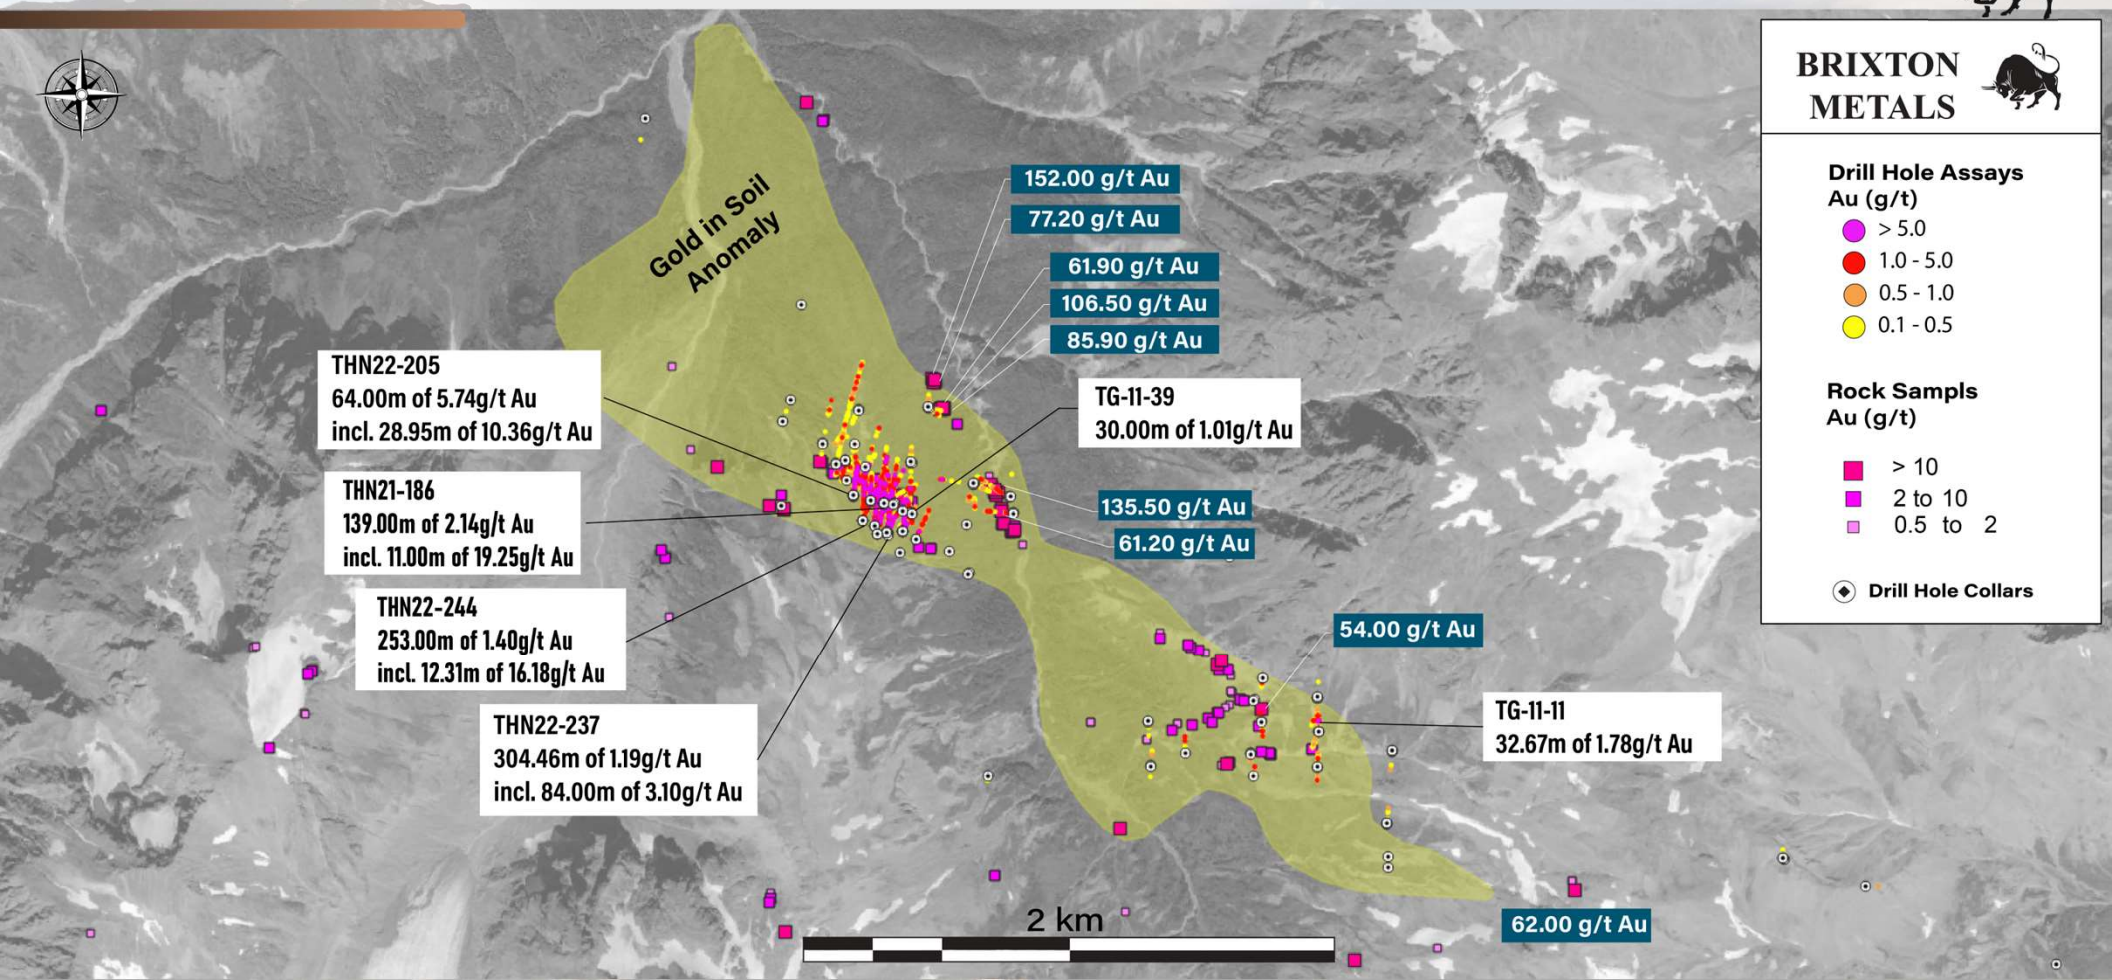 BRIXTON
METALS
Drill Hole Assays
Au (g/t)
> 5.0
1.0 - 5.0
0.5 - 1.0
0.1 - 0.5
Rock Sampls
Au (g/t)
> 10
2 to 10
0.5 to 2
Drill Hole Collars
Gold in Soil
Anomaly
152.00 g/t Au
77.20 g/t Au
61.90 g/t Au
106.50 g/t Au
85.90 g/t Au
THN22-205
64.00m of 5.74g/t Au
incl. 28.95m of 10.36g/t Au
TG-11-39
30.00m of 1.01g/t Au
THN21-186
139.00m of 2.14g/t Au
incl. 11.00m of 19.25g/t Au
135.50 g/t Au
61.20 g/t Au
THN22-244
253.00m of 1.40g/t Au
incl. 12.31m of 16.18g/t Au
54.00 g/t Au
THN22-237
304.46m of 1.19g/t Au
incl. 84.00m of 3.10g/t Au
TG-11-11
32.67m of 1.78g/t Au
62.00 g/t Au
2 km